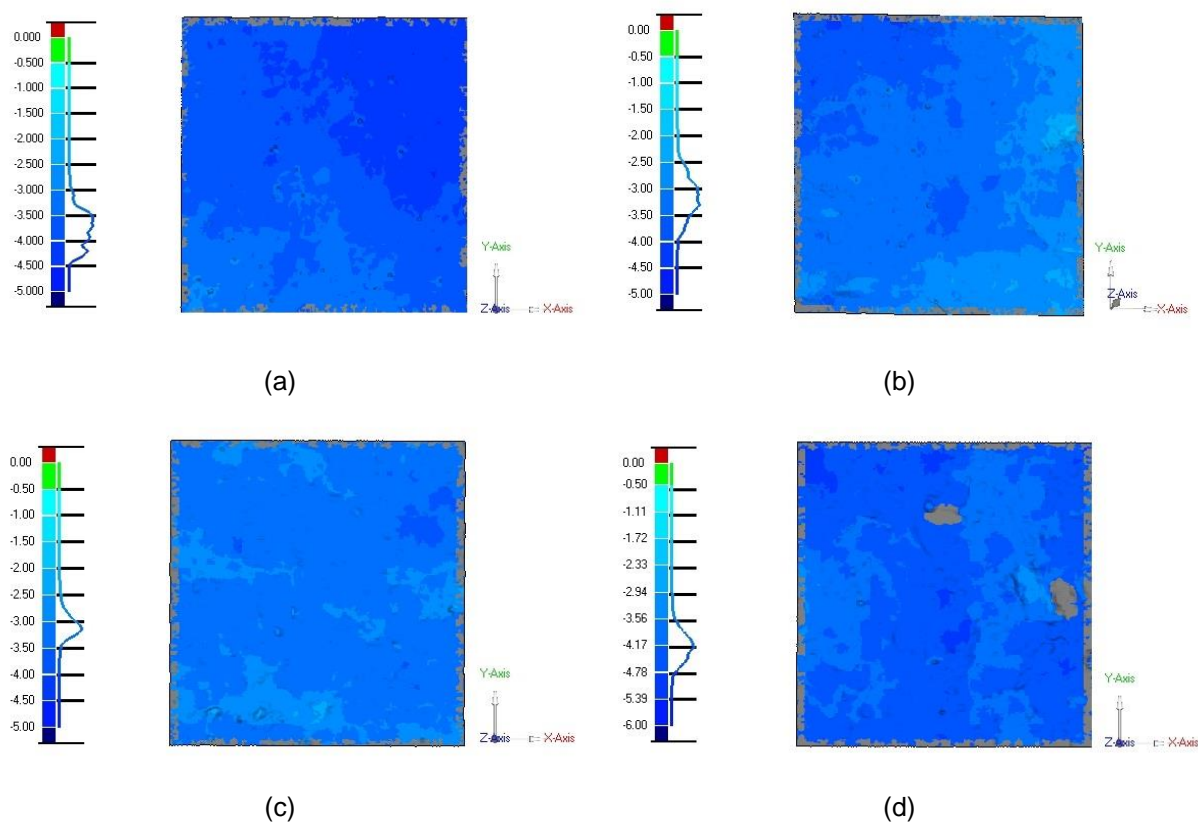 0.000
-0.500
-1.000
-1.500
-2.000
-2.500
-3.000
-3.500
-4.000
-4.500
-5.000
Y-Axis
Z-Axis
X-Axis
(a)
0.00
-0.50
-1.00
-1.50
-2.00
-2.50
-3.00
-3.50
-4.00
-4.50
-5.00
Y-Axis
Z-Axis
X-Axis
(b)
0.00
-0.50
-1.00
-1.50
-2.00
-2.50
-3.00
-3.50
-4.00
-4.50
-5.00
Y-Axis
Z-Axis
X-Axis
(c)
0.00
-0.50
-1.11
-1.72
-2.33
-2.94
-3.56
-4.17
-4.78
-5.39
-6.00
Y-Axis
Z-Axis
X-Axis
(d)